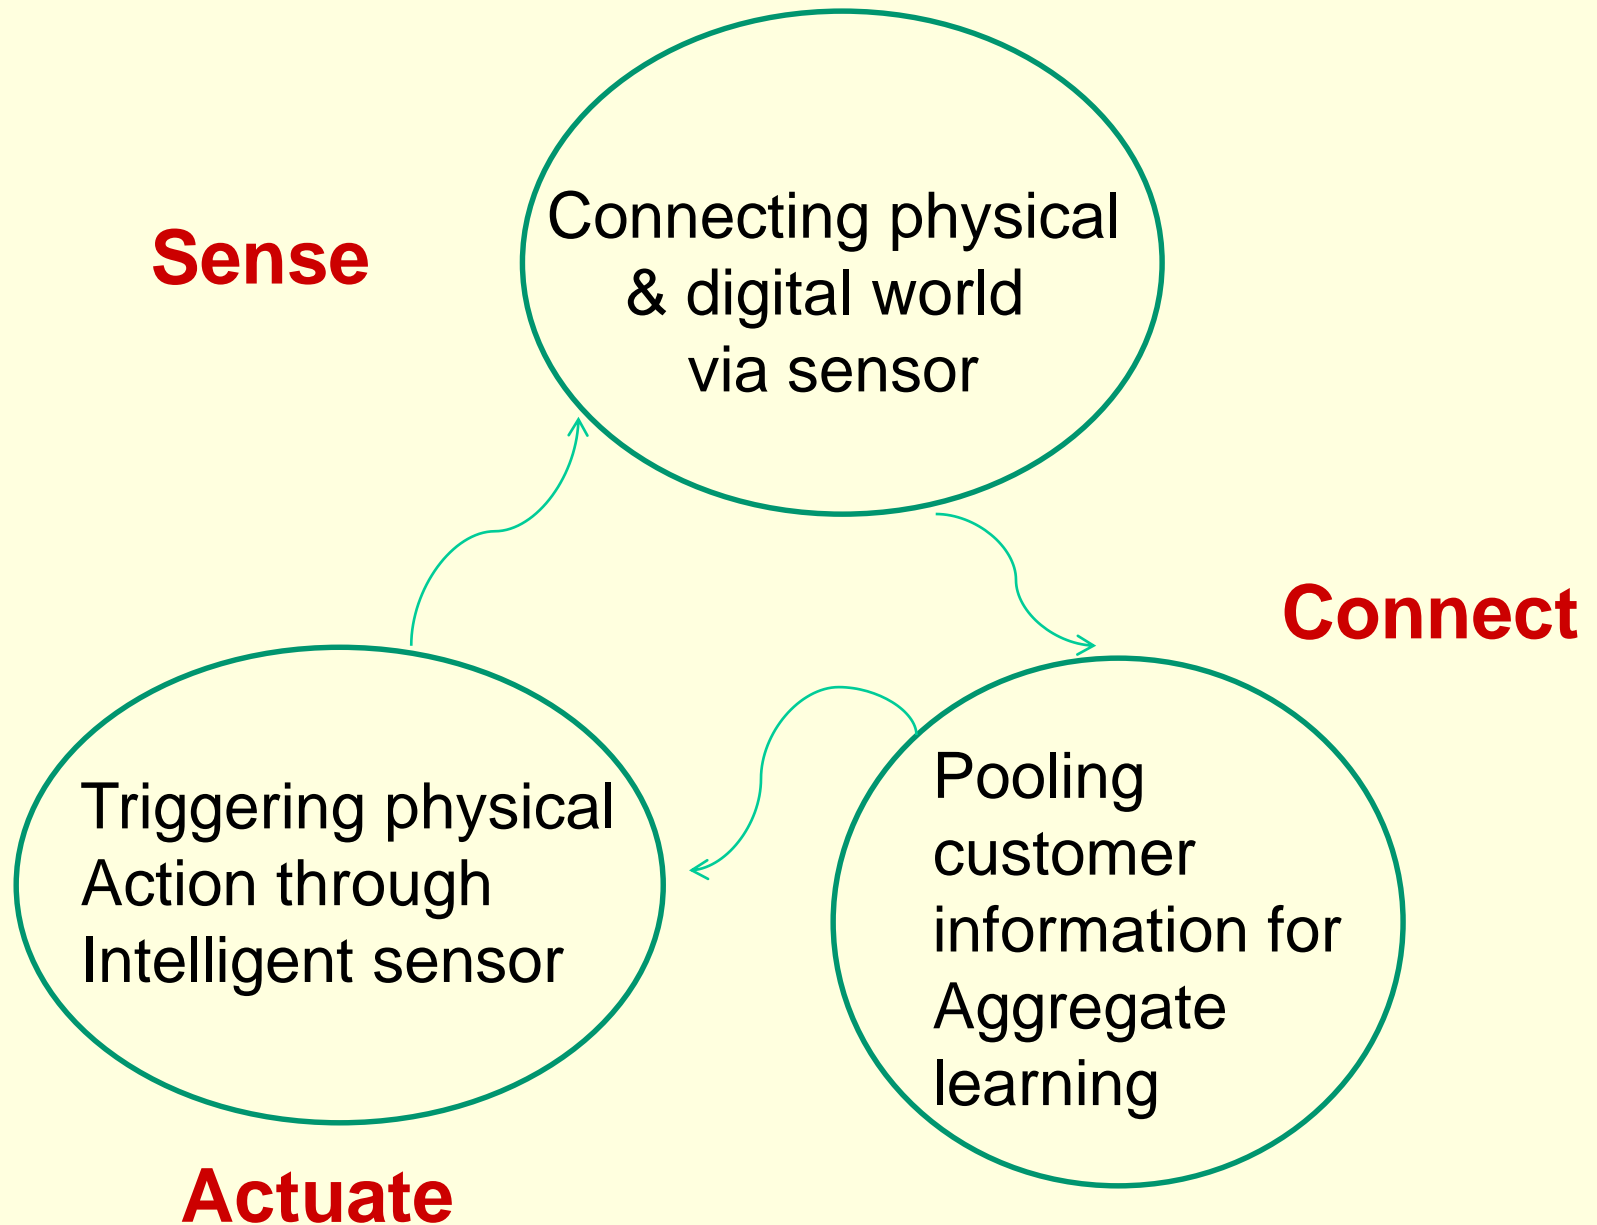 Sense
Connecting physical
& digital world
via sensor
Connect
Pooling
customer
information for
Aggregate
learning
Triggering physical
Action through
Intelligent sensor
Actuate